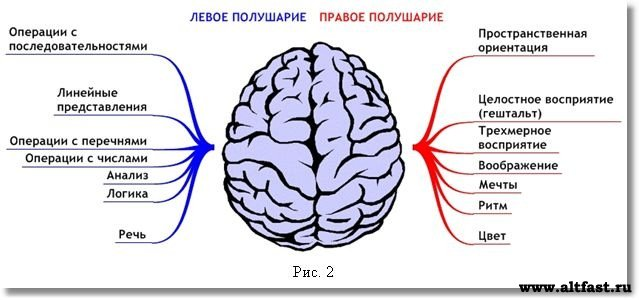 ЛЕВОЕ ПОЛУШАРИЕ ПРАВОЕ ПОЛУШАРИЕ
Операции с
последовательностями
Линейные
представления
Операции с перечнями
Операции с числами
Анализ
Логика
Речь
Пространственная
ориентация
Целостное восприятие
(гештальт)
Трехмерное
восприятие
Воображение
Мечты
Ритм
Цвет
Рис. 2
www.altfast.ru